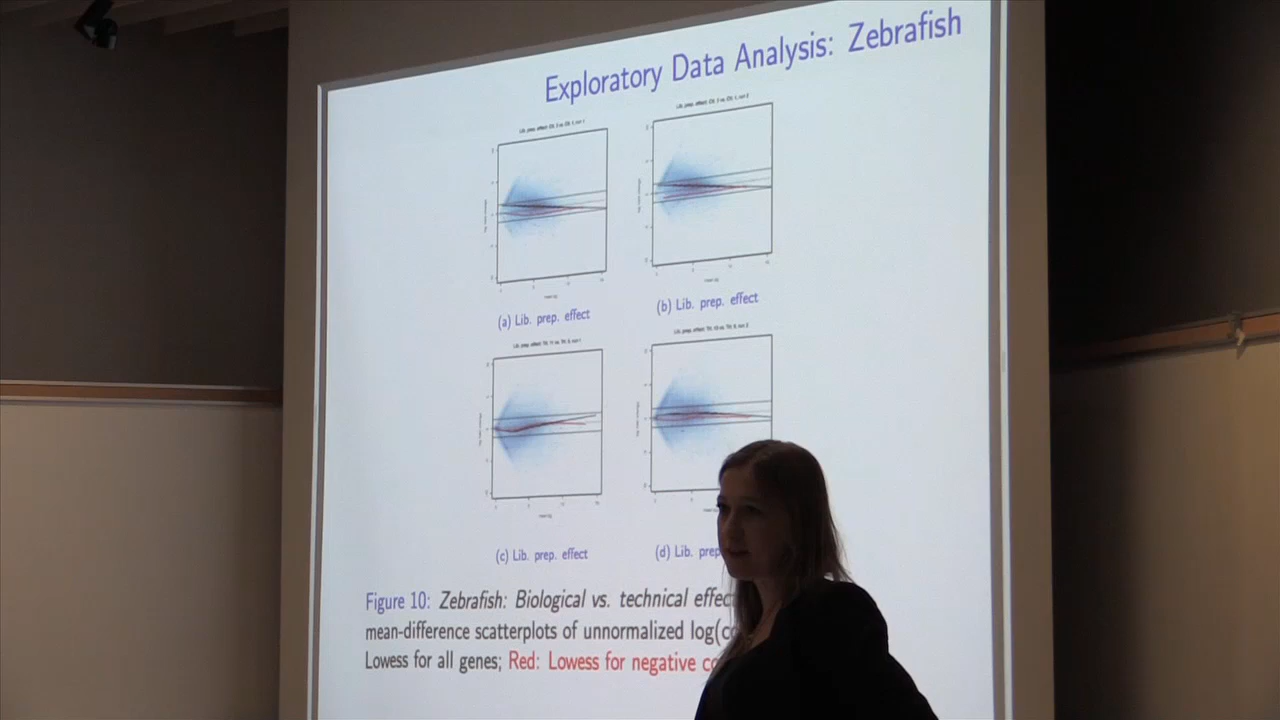 Exploratory Data Analysis: Zebrafish
(a) Lib. prep. effect
(b) Lib. prep. effect
(c) Lib. prep. effect
(d) Lib. prep
Figure 10: Zebrafish: Biological vs. technical effec
mean-difference scatterplots of unnormalized log(co
Lowess for all genes; Red: Lowess for negative co